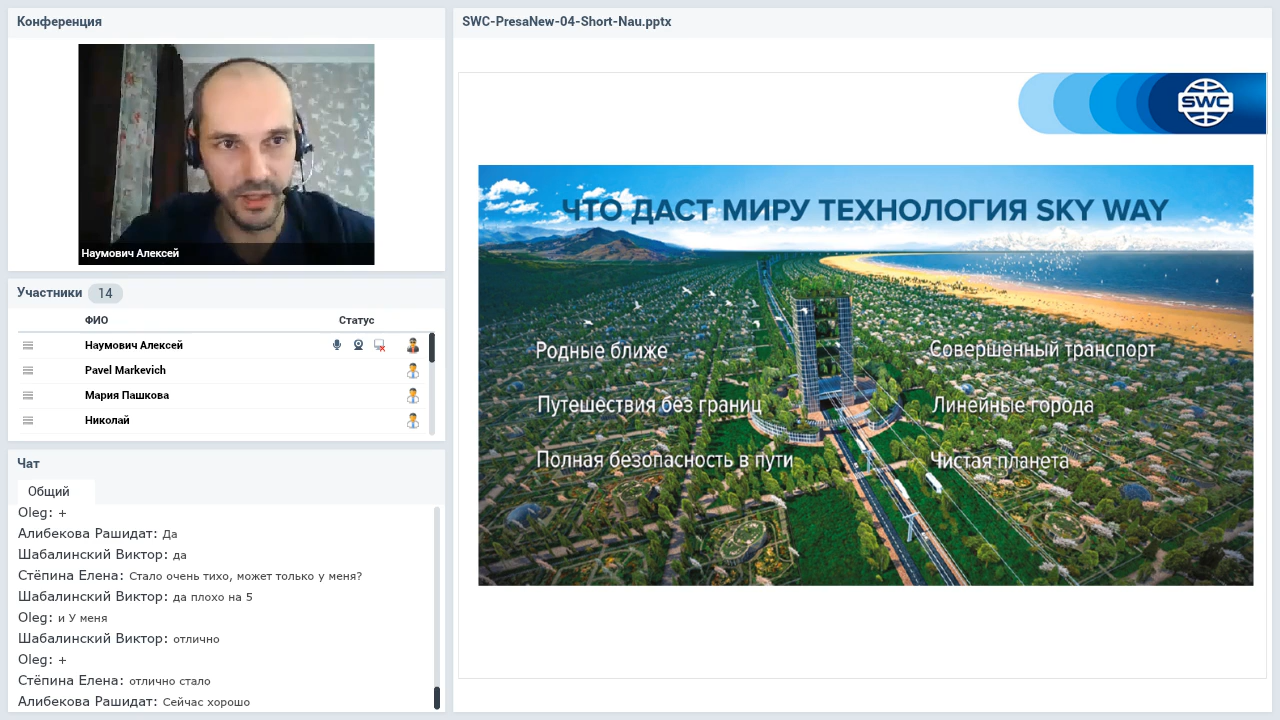 Конференция
Наумович Алексей
Участники 14
ФИО Статус
Наумович Алексей
Pavel Markevich
Мария Пашкова
Николай
Чат
Общий
Oleg: +
Алибекова Рашидат: Да
Шабалинский Виктор: да
Стёпина Елена: Стало очень тихо, может только у меня?
Шабалинский Виктор: да плохо на 5
Oleg: и У меня
Шабалинский Виктор: отлично
Oleg: +
Стёпина Елена: отлично стало
Алибекова Рашидат: Сейчас хорошо
SWC-PresaNew-04-Short-Nau.pptx
SWC
ЧТО ДАСТ МИРУ ТЕХНОЛОГИЯ SKY WAY
Родные ближе
Путешествия без границ
Полная безопасность в пути
Совершенный транспорт
Линейные города
Чистая планета